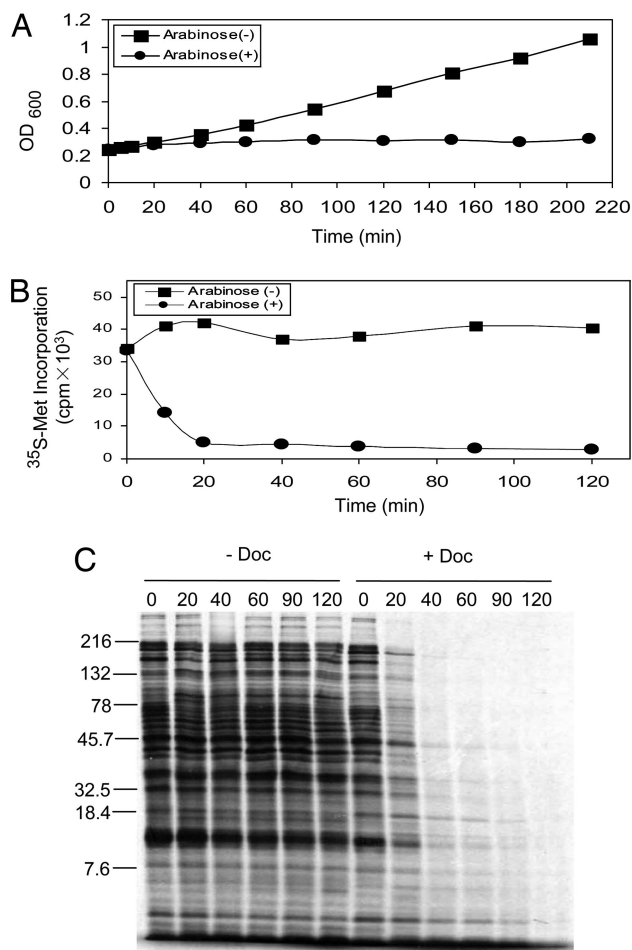 A
1.2
1
0.8
0.6
0.4
0.2
0
OD600
Arabinose(-)
Arabinose(+)
0 20 40 60 80 100 120 140 160 180 200 220
Time (min)
B
50
40
30
20
10
0
35S-Met Incorporation
(cpm×10³)
Arabinose (-)
Arabinose (+)
0 20 40 60 80 100 120
Time (min)
C
- Doc + Doc
0 20 40 60 90 120 0 20 40 60 90 120
216
132
78
45.7
32.5
18.4
7.6